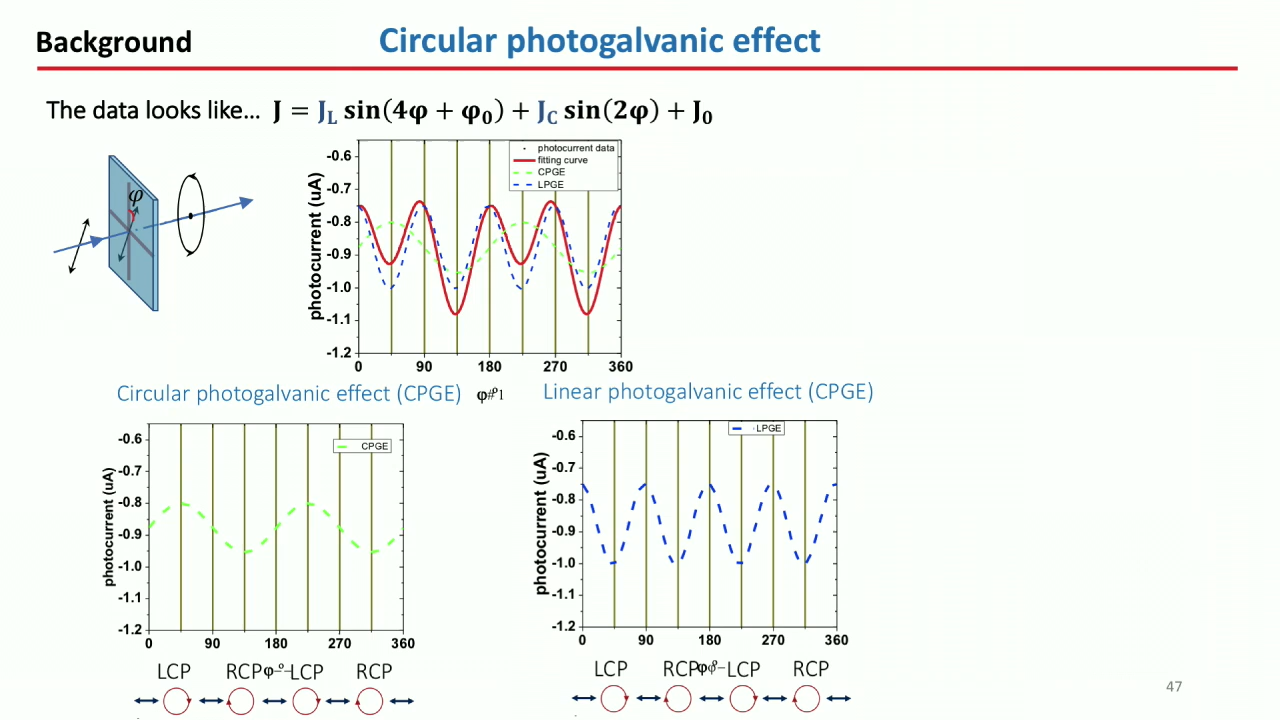 Background
Circular photogalvanic effect
The data looks like... J = J_L sin(4φ + φ_0) + J_C sin(2φ) + J_0
φ
photocurrent (uA)
-0.6
-0.7
-0.8
-0.9
-1.0
-1.1
-1.2
photocurrent data
fitting curve
CPGE
LPGE
0 90 180 270 360
Circular photogalvanic effect (CPGE)
Linear photogalvanic effect (CPGE)
photocurrent (uA)
-0.6
-0.7
-0.8
-0.9
-1.0
-1.1
-1.2
CPGE
0 90 180 270 360
LCP RCP LCP RCP
photocurrent (uA)
-0.6
-0.7
-0.8
-0.9
-1.0
-1.1
-1.2
LPGE
0 90 180 270 360
LCP RCP LCP RCP
47